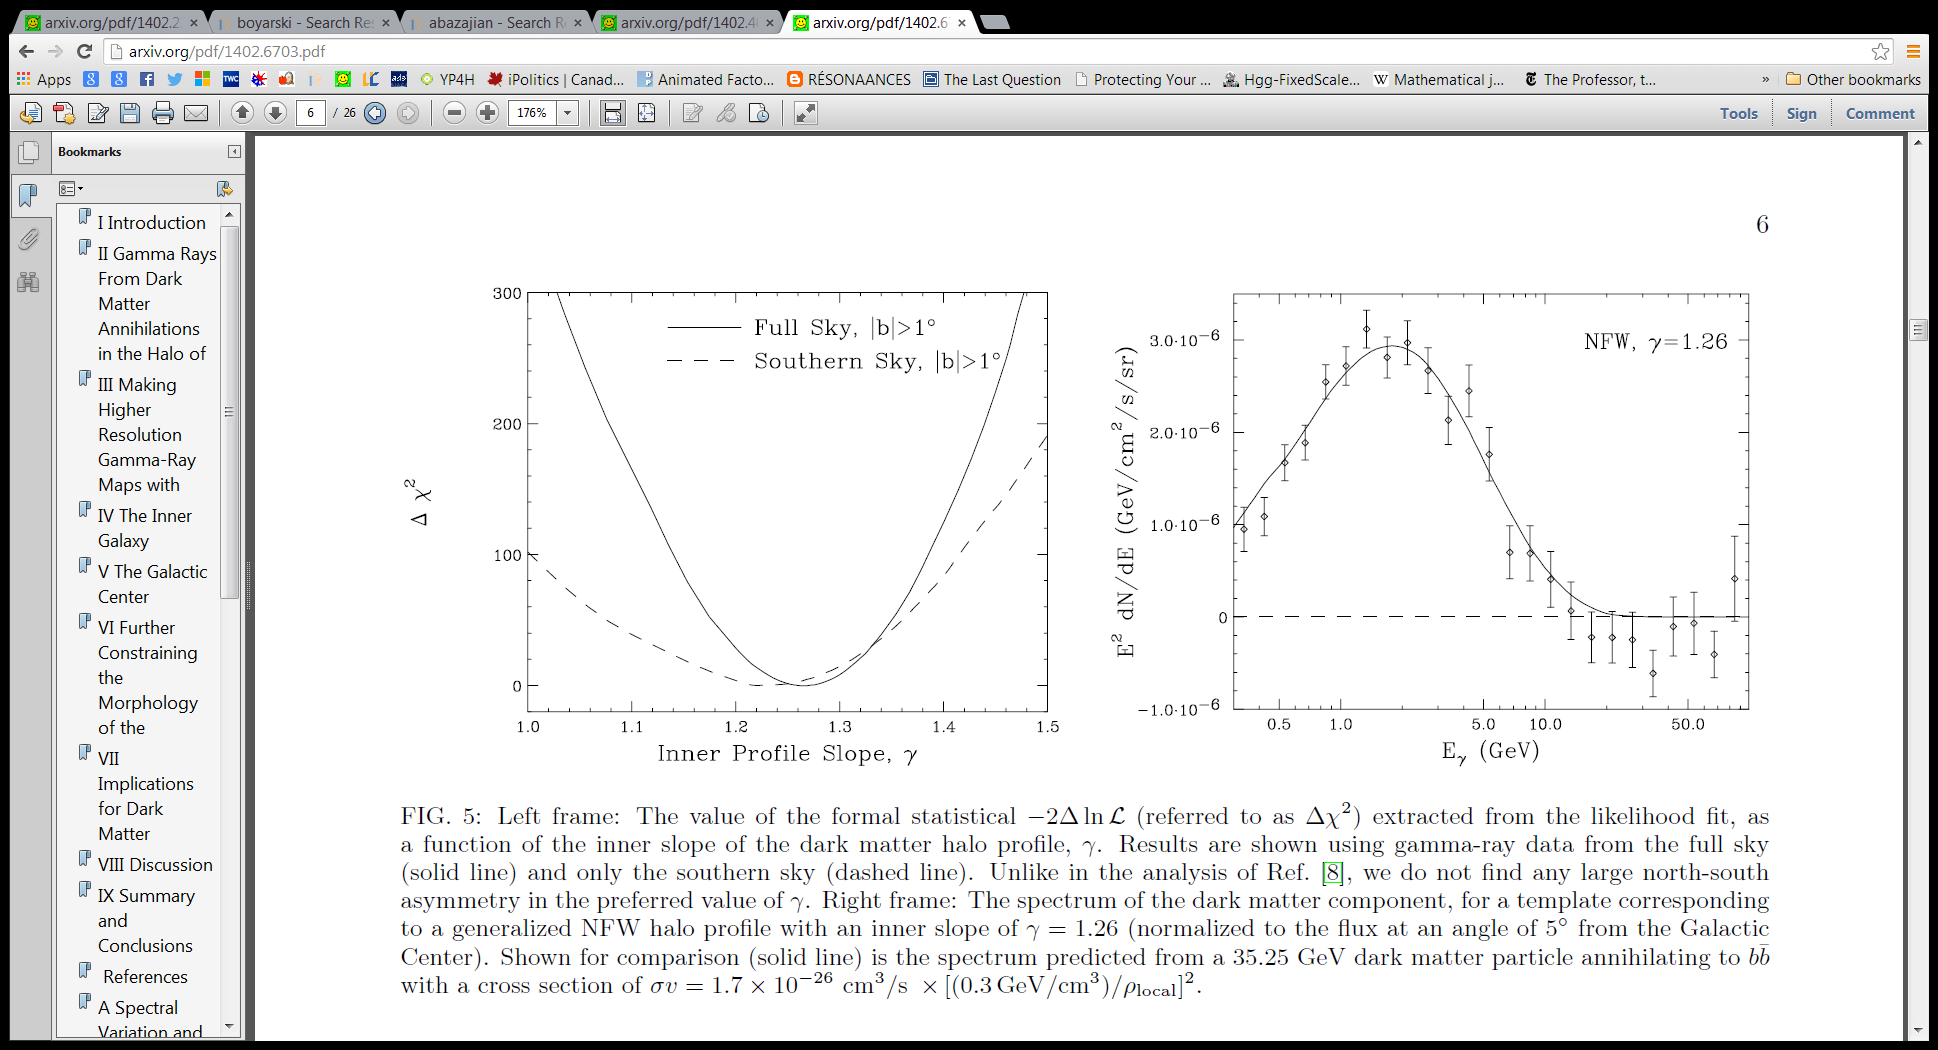 arxiv.org/pdf/1402.2
boyarski - Search Res
abazajian - Search R
arxiv.org/pdf/1402.4
arxiv.org/pdf/1402.6
arxiv.org/pdf/1402.6703.pdf
Apps
YP4H
iPolitics | Canad...
Animated Facto...
RÉSONAANCES
The Last Question
Protecting Your ...
Hgg-FixedScale...
Mathematical j...
The Professor, t...
»
Other bookmarks
6 / 26
176%
Tools
Sign
Comment
Bookmarks
I Introduction
II Gamma Rays
From Dark
Matter
Annihilations
in the Halo of
III Making
Higher
Resolution
Gamma-Ray
Maps with
IV The Inner
Galaxy
V The Galactic
Center
VI Further
Constraining
the
Morphology
of the
VII
Implications
for Dark
Matter
VIII Discussion
IX Summary
and
Conclusions
References
A Spectral
Variation and
6
300
200
100
0
Δ χ²
Full Sky, |b|>1°
Southern Sky, |b|>1°
1.0 1.1 1.2 1.3 1.4 1.5
Inner Profile Slope, γ
NFW, γ=1.26
3.0·10⁻⁶
2.0·10⁻⁶
1.0·10⁻⁶
0
−1.0·10⁻⁶
E² dN/dE (GeV/cm²/s/sr)
0.5 1.0 5.0 10.0 50.0
Eγ (GeV)
FIG. 5: Left frame: The value of the formal statistical −2Δ ln ℒ (referred to as Δχ²) extracted from the likelihood fit, as
a function of the inner slope of the dark matter halo profile, γ. Results are shown using gamma-ray data from the full sky
(solid line) and only the southern sky (dashed line). Unlike in the analysis of Ref. [8], we do not find any large north-south
asymmetry in the preferred value of γ. Right frame: The spectrum of the dark matter component, for a template corresponding
to a generalized NFW halo profile with an inner slope of γ = 1.26 (normalized to the flux at an angle of 5° from the Galactic
Center). Shown for comparison (solid line) is the spectrum predicted from a 35.25 GeV dark matter particle annihilating to bb̄
with a cross section of σv = 1.7 × 10⁻²⁶ cm³/s × [(0.3 GeV/cm³)/ρlocal]².